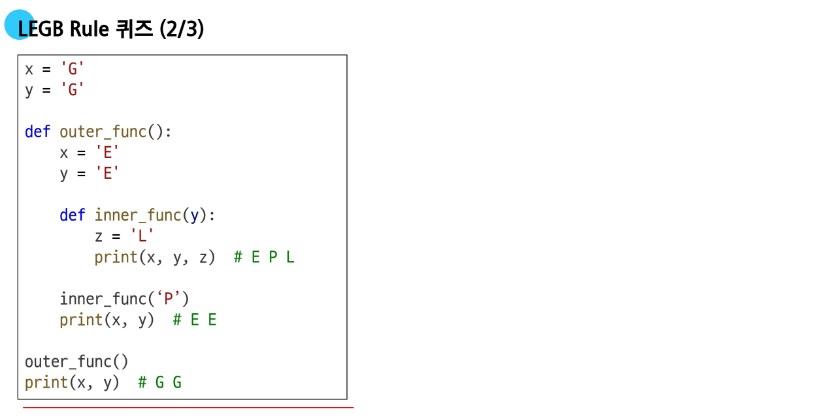 LEGB Rule 퀴즈 (2/3)
x = 'G'
y = 'G'
def outer_func():
    x = 'E'
    y = 'E'
    def inner_func(y):
        z = 'L'
        print(x, y, z)  # E P L
    inner_func(‘P’)
    print(x, y)  # E E
outer_func()
print(x, y)  # G G